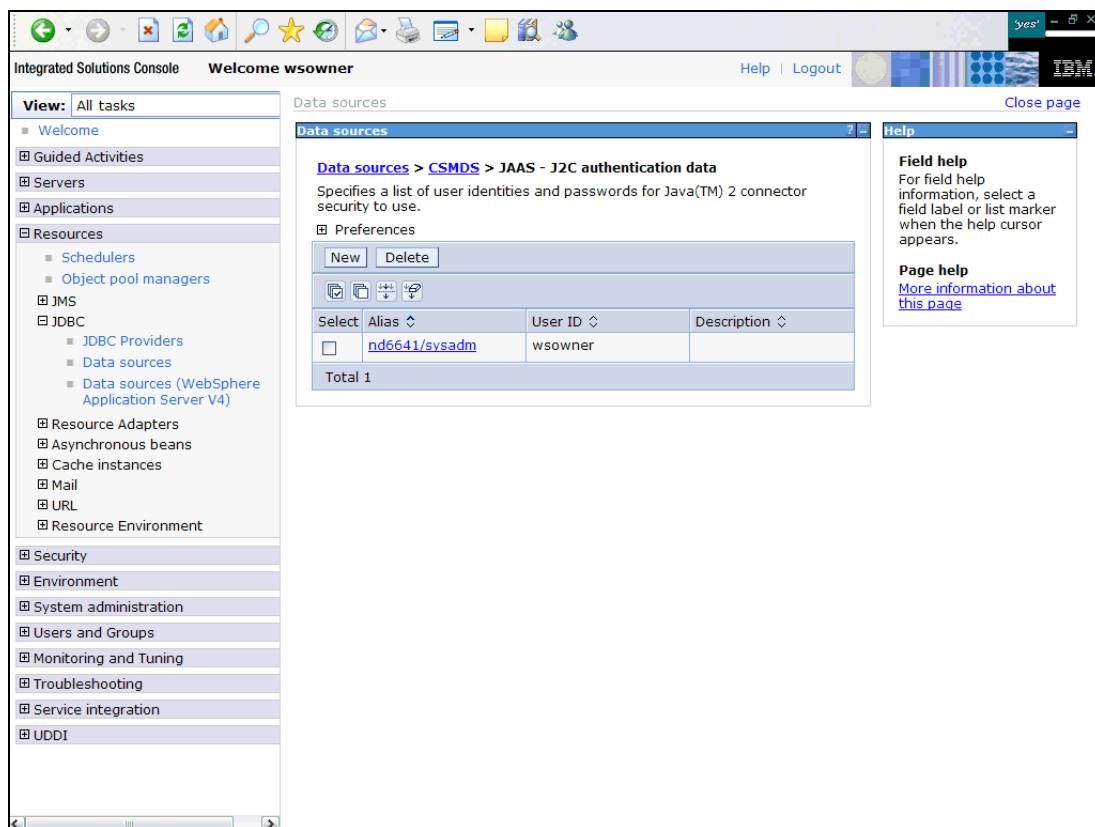 'yes'
Integrated Solutions Console Welcome wsowner
Help | Logout
IBM.
View: All tasks
Welcome
Guided Activities
Servers
Applications
Resources
Schedulers
Object pool managers
JMS
JDBC
JDBC Providers
Data sources
Data sources (WebSphere
Application Server V4)
Resource Adapters
Asynchronous beans
Cache instances
Mail
URL
Resource Environment
Security
Environment
System administration
Users and Groups
Monitoring and Tuning
Troubleshooting
Service integration
UDDI
Data sources
Close page
Data sources ? –
Data sources > CSMDS > JAAS - J2C authentication data
Specifies a list of user identities and passwords for Java(TM) 2 connector
security to use.
Preferences
New Delete
Select Alias User ID Description
nd6641/sysadm wsowner
Total 1
Help –
Field help
For field help
information, select a
field label or list marker
when the help cursor
appears.
Page help
More information about
this page